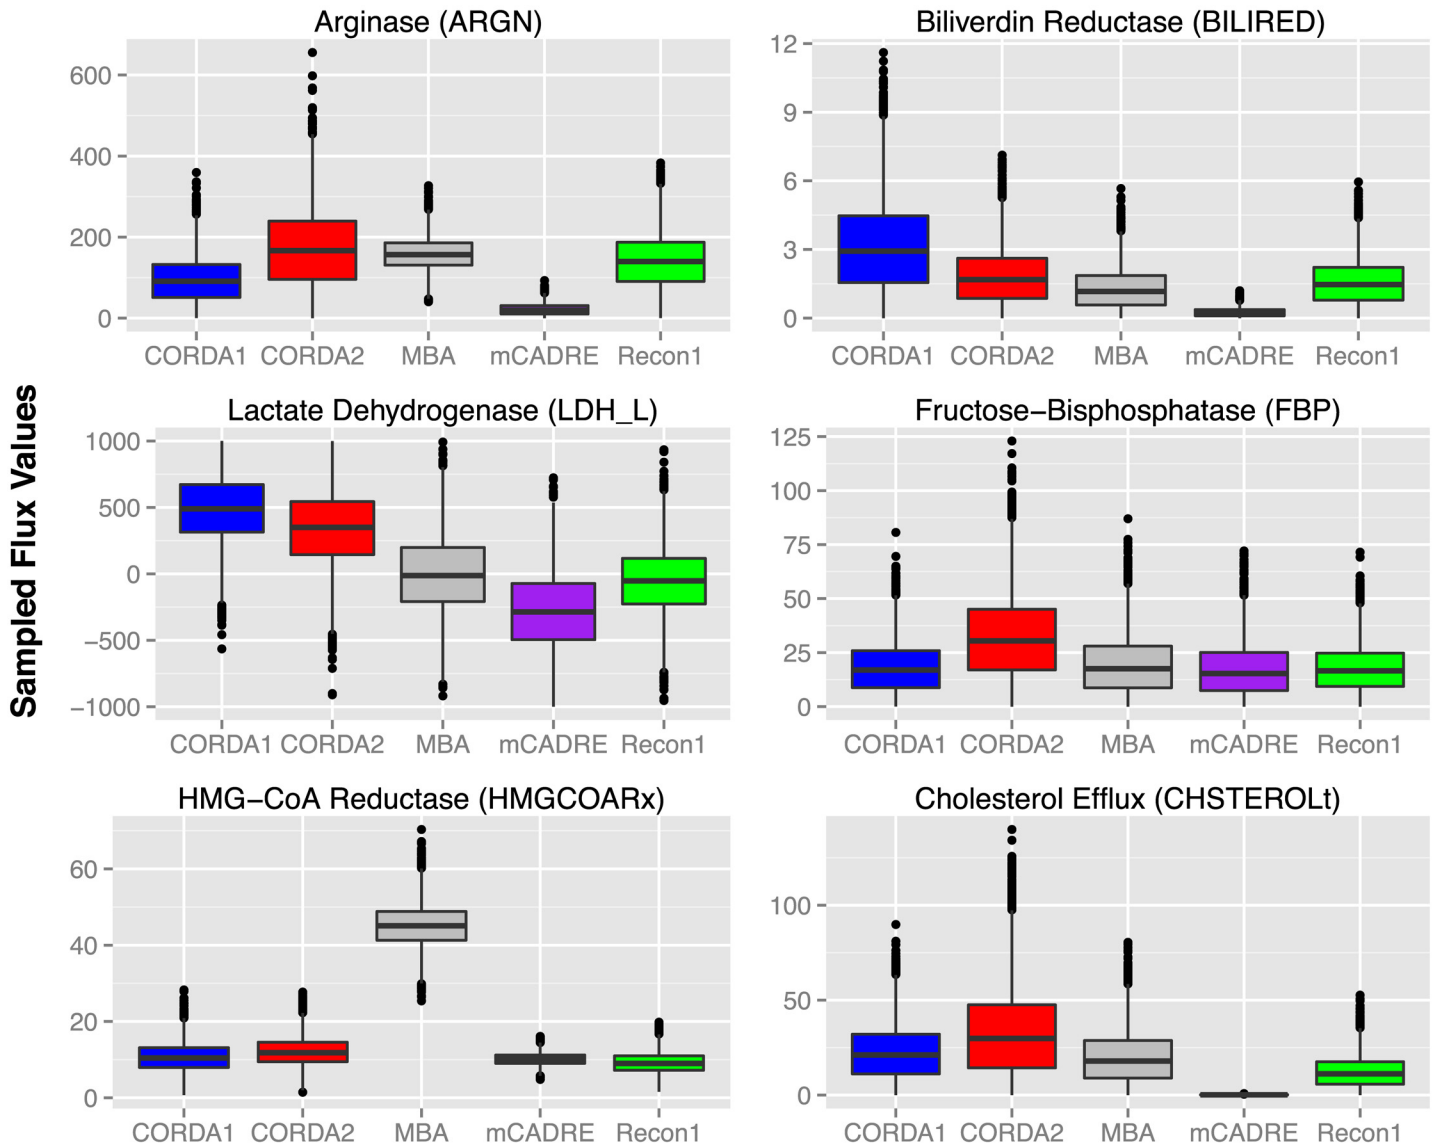 Sampled Flux Values
Arginase (ARGN)
600
400
200
0
CORDA1 CORDA2 MBA mCADRE Recon1
Biliverdin Reductase (BILIRED)
12
9
6
3
0
CORDA1 CORDA2 MBA mCADRE Recon1
Lactate Dehydrogenase (LDH_L)
1000
500
0
−500
−1000
CORDA1 CORDA2 MBA mCADRE Recon1
Fructose−Bisphosphatase (FBP)
125
100
75
50
25
0
CORDA1 CORDA2 MBA mCADRE Recon1
HMG−CoA Reductase (HMGCOARx)
60
40
20
0
CORDA1 CORDA2 MBA mCADRE Recon1
Cholesterol Efflux (CHSTEROLt)
100
50
0
CORDA1 CORDA2 MBA mCADRE Recon1